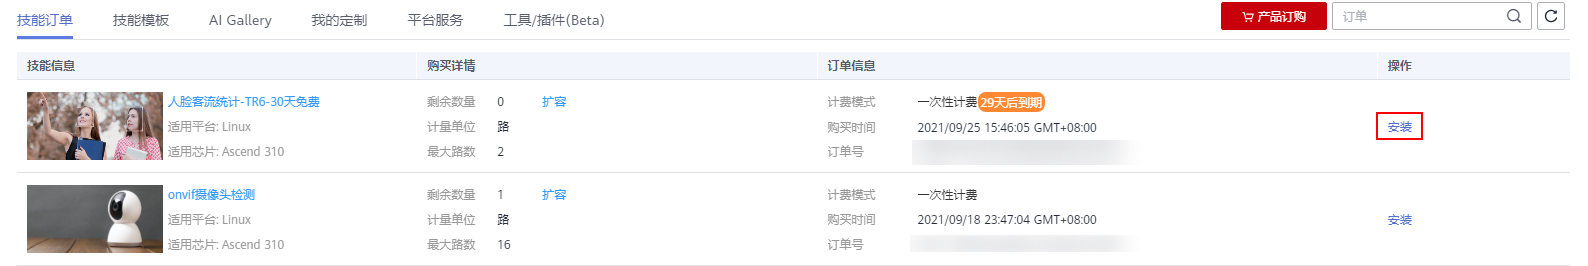 技能订单 技能模板 AI Gallery 我的定制 平台服务 工具/插件(Beta) 产品订购 订单
技能信息 购买详情 订单信息 操作
人脸客流统计-TR6-30天免费 剩余数量 0 扩容 计费模式 一次性计费 29天后到期
适用平台: Linux 计量单位 路 购买时间 2021/09/25 15:46:05 GMT+08:00 安装
适用芯片: Ascend 310 最大路数 2 订单号
onvif摄像头检测 剩余数量 1 扩容 计费模式 一次性计费
适用平台: Linux 计量单位 路 购买时间 2021/09/18 23:47:04 GMT+08:00 安装
适用芯片: Ascend 310 最大路数 16 订单号